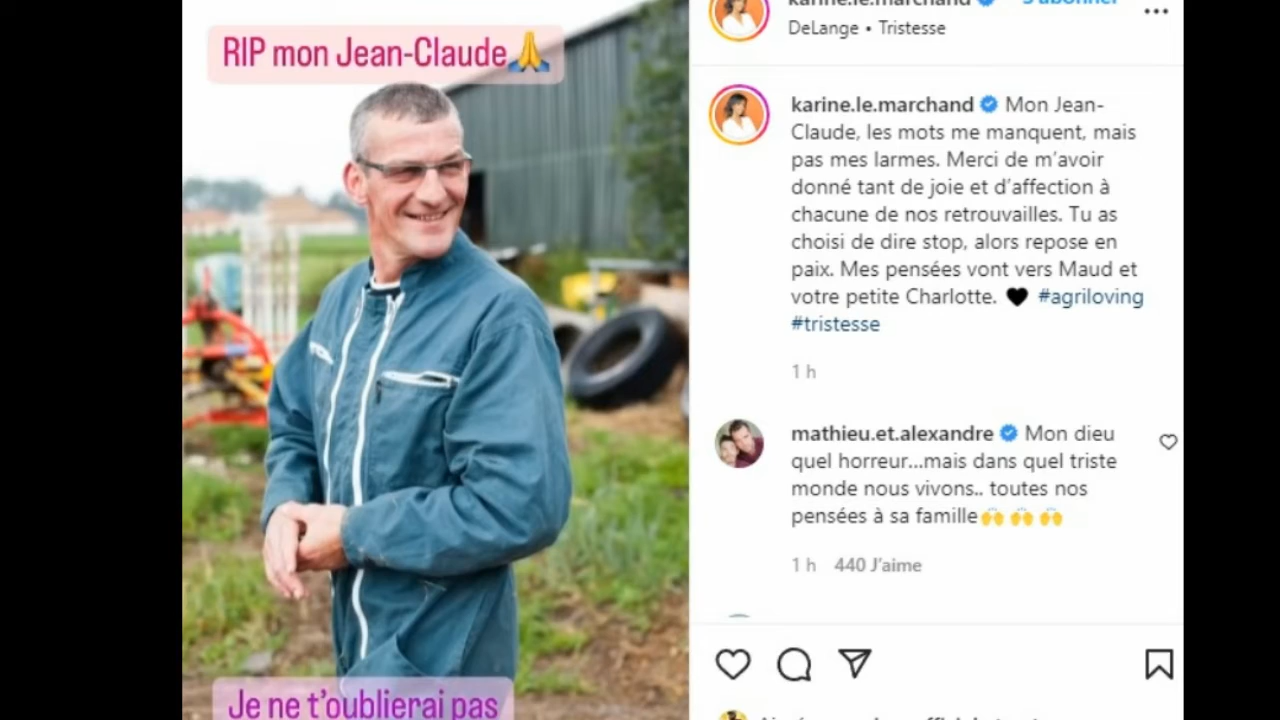 RIP mon Jean-Claude🙏
Je ne t'oublierai pas
karine.le.marchand S'abonner
DeLange • Tristesse
karine.le.marchand Mon Jean-
Claude, les mots me manquent, mais
pas mes larmes. Merci de m'avoir
donné tant de joie et d'affection à
chacune de nos retrouvailles. Tu as
choisi de dire stop, alors repose en
paix. Mes pensées vont vers Maud et
votre petite Charlotte. 🖤 #agriloving
#tristesse
1 h
mathieu.et.alexandre Mon dieu
quel horreur...mais dans quel triste
monde nous vivons.. toutes nos
pensées à sa famille🙌 🙌 🙌
1 h 440 J'aime